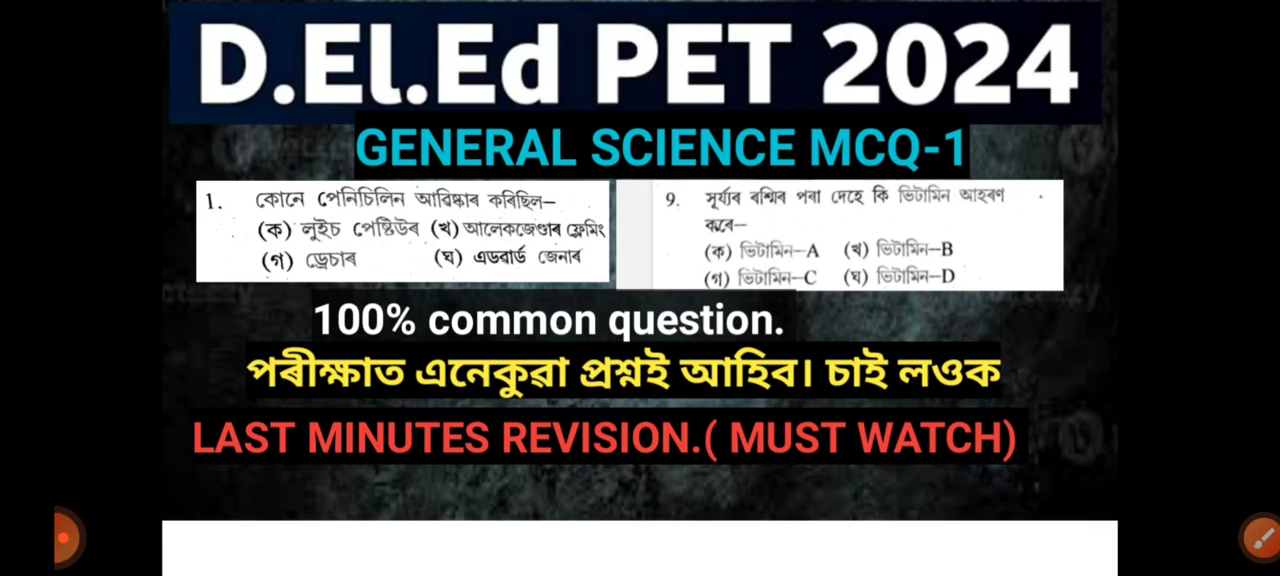 D.El.Ed PET 2024
GENERAL SCIENCE MCQ-1
1. কোনে পেনিচিলিন আৱিষ্কাৰ কৰিছিল–
(ক) লুইচ পেষ্টিউৰ (খ) আলেকজেণ্ডাৰ ফ্লেমিং
(গ) ড্ৰেচাৰ (ঘ) এডৱাৰ্ড জেনাৰ
9. সূৰ্য্যৰ ৰশ্মিৰ পৰা দেহে কি ভিটামিন আহৰণ
কৰে–
(ক) ভিটামিন–A (খ) ভিটামিন–B
(গ) ভিটামিন–C (ঘ) ভিটামিন–D
100% common question.
পৰীক্ষাত এনেকুৱা প্ৰশ্নই আহিব। চাই লওক
LAST MINUTES REVISION.( MUST WATCH)